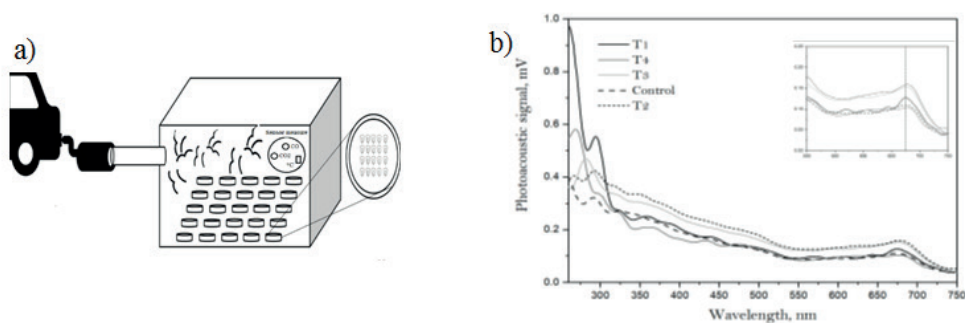 a)
CO
CO2
°C
b)
Photoacoustic signal, mV
1.0
0.8
0.6
0.4
0.2
0.0
T1
T4
T3
Control
T2
300
350
400
450
500
550
600
650
700
750
Wavelength, nm